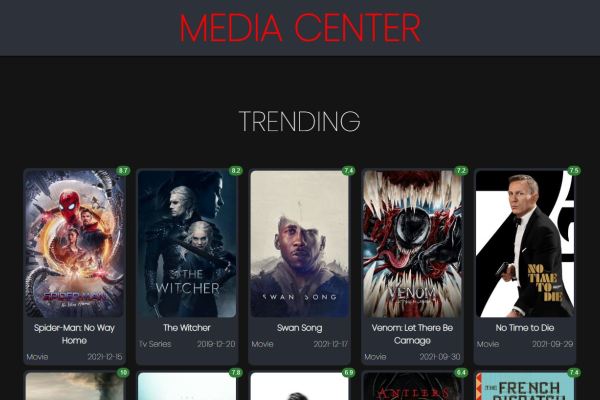 MEDIA CENTER
TRENDING
8.7
8.2
7.4
7.2
7.5
SPIDER-MAN
No Way Home
THE
WITCHER
SWAN SONG
VENOM
NO
TIME
TO DIE
Spider-Man: No Way
Home
Movie 2021-12-15
The Witcher
Tv Series 2019-12-20
Swan Song
Movie 2021-12-17
Venom: Let There Be
Carnage
Movie 2021-09-30
No Time to Die
Movie 2021-09-29
10
7.8
6.9
6.4
7.4
ANTLERS
THE FRENCH
DISPATCH